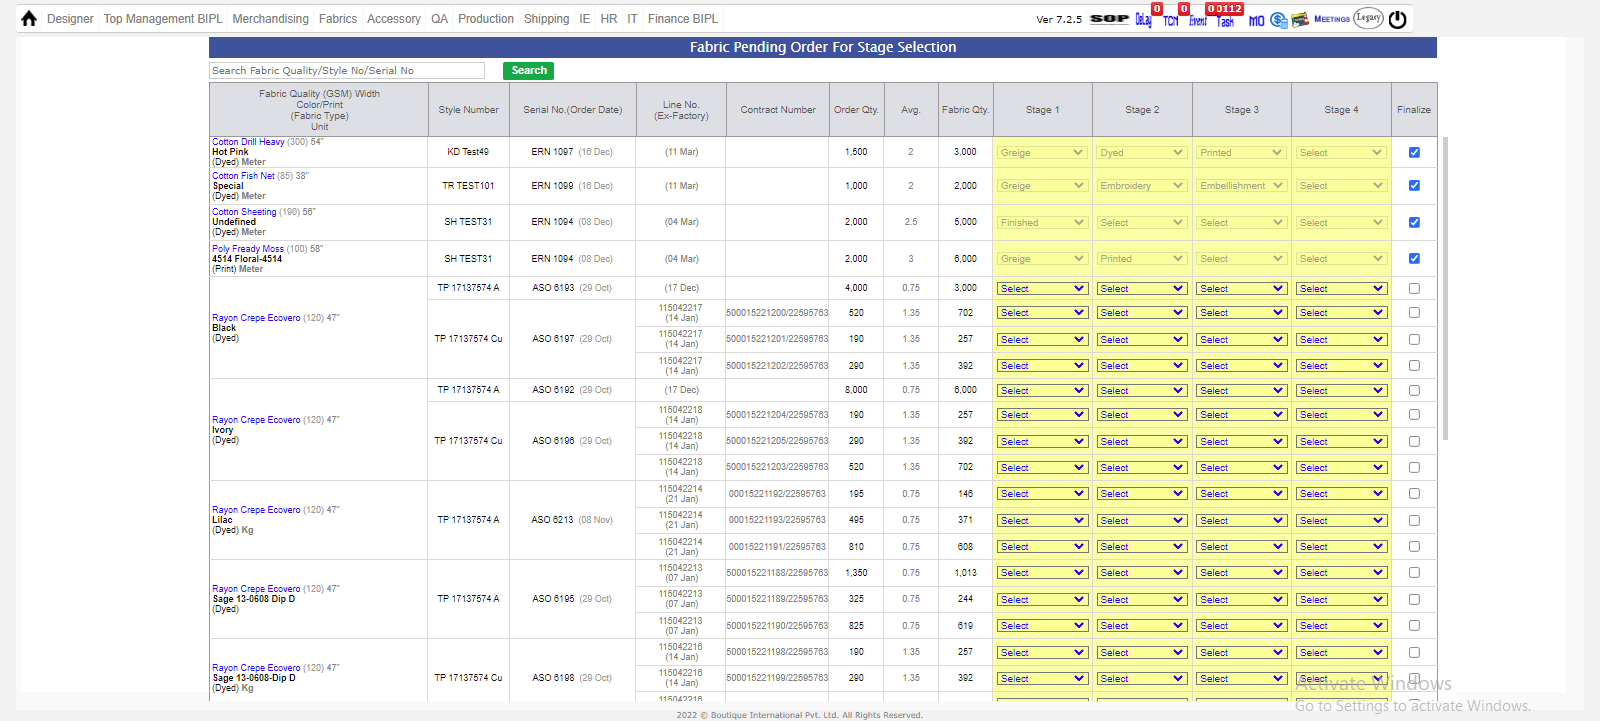 Designer Top Management BIPL Merchandising Fabrics Accessory QA Production Shipping IE HR IT Finance BIPL Ver 7.2.5 SOP Delay 0 TCN 0 Event 0 0112 Task MO MEETINGS Legacy
Fabric Pending Order For Stage Selection
Search Fabric Quality/Style No/Serial No Search
Fabric Quality (GSM) Width
Color/Print
(Fabric Type)
Unit
Style Number Serial No.(Order Date) Line No.
(Ex-Factory)
Contract Number Order Qty. Avg. Fabric Qty. Stage 1 Stage 2 Stage 3 Stage 4 Finalize
Cotton Drill Heavy (300) 54"
Hot Pink
(Dyed) Meter
KD Test49 ERN 1097 (16 Dec) (11 Mar) 1,500 2 3,000 Greige Dyed Printed Select
Cotton Fish Net (85) 38"
Special
(Dyed) Meter
TR TEST101 ERN 1099 (16 Dec) (11 Mar) 1,000 2 2,000 Greige Embroidery Embellishment Select
Cotton Sheeting (190) 56"
Undefined
(Dyed) Meter
SH TEST31 ERN 1094 (08 Dec) (04 Mar) 2,000 2.5 5,000 Finished Select Select Select
Poly Fready Moss (100) 58"
4514 Floral-4514
(Print) Meter
SH TEST31 ERN 1094 (08 Dec) (04 Mar) 2,000 3 6,000 Greige Printed Select Select
Rayon Crepe Ecovero (120) 47"
Black
(Dyed)
TP 17137574 A ASO 6193 (29 Oct) (17 Dec) 4,000 0.75 3,000 Select Select Select Select
TP 17137574 Cu ASO 6197 (29 Oct)
115042217
(14 Jan)
500015221200/22595763 520 1.35 702 Select Select Select Select
115042217
(14 Jan)
500015221201/22595763 190 1.35 257 Select Select Select Select
115042217
(14 Jan)
500015221202/22595763 290 1.35 392 Select Select Select Select
Rayon Crepe Ecovero (120) 47"
Ivory
(Dyed)
TP 17137574 A ASO 6192 (29 Oct) (17 Dec) 8,000 0.75 6,000 Select Select Select Select
TP 17137574 Cu ASO 6196 (29 Oct)
115042218
(14 Jan)
500015221204/22595763 190 1.35 257 Select Select Select Select
115042218
(14 Jan)
500015221205/22595763 290 1.35 392 Select Select Select Select
115042218
(14 Jan)
500015221203/22595763 520 1.35 702 Select Select Select Select
Rayon Crepe Ecovero (120) 47"
Lilac
(Dyed) Kg
TP 17137574 A ASO 6213 (08 Nov)
115042214
(21 Jan)
00015221192/22595763 195 0.75 146 Select Select Select Select
115042214
(21 Jan)
00015221193/22595763 495 0.75 371 Select Select Select Select
115042214
(21 Jan)
00015221191/22595763 810 0.75 608 Select Select Select Select
Rayon Crepe Ecovero (120) 47"
Sage 13-0608 Dip D
(Dyed)
TP 17137574 A ASO 6195 (29 Oct)
115042213
(07 Jan)
500015221188/22595763 1,350 0.75 1,013 Select Select Select Select
115042213
(07 Jan)
500015221189/22595763 325 0.75 244 Select Select Select Select
115042213
(07 Jan)
500015221190/22595763 825 0.75 619 Select Select Select Select
Rayon Crepe Ecovero (120) 47"
Sage 13-0608-Dip D
(Dyed) Kg
TP 17137574 Cu ASO 6198 (29 Oct)
115042216
(14 Jan)
500015221198/22595763 190 1.35 257 Select Select Select Select
115042216
(14 Jan)
500015221199/22595763 290 1.35 392 Select Select Select Select
115042216
Activate Windows
Go to Settings to activate Windows.
2022 © Boutique International Pvt. Ltd. All Rights Reserved.